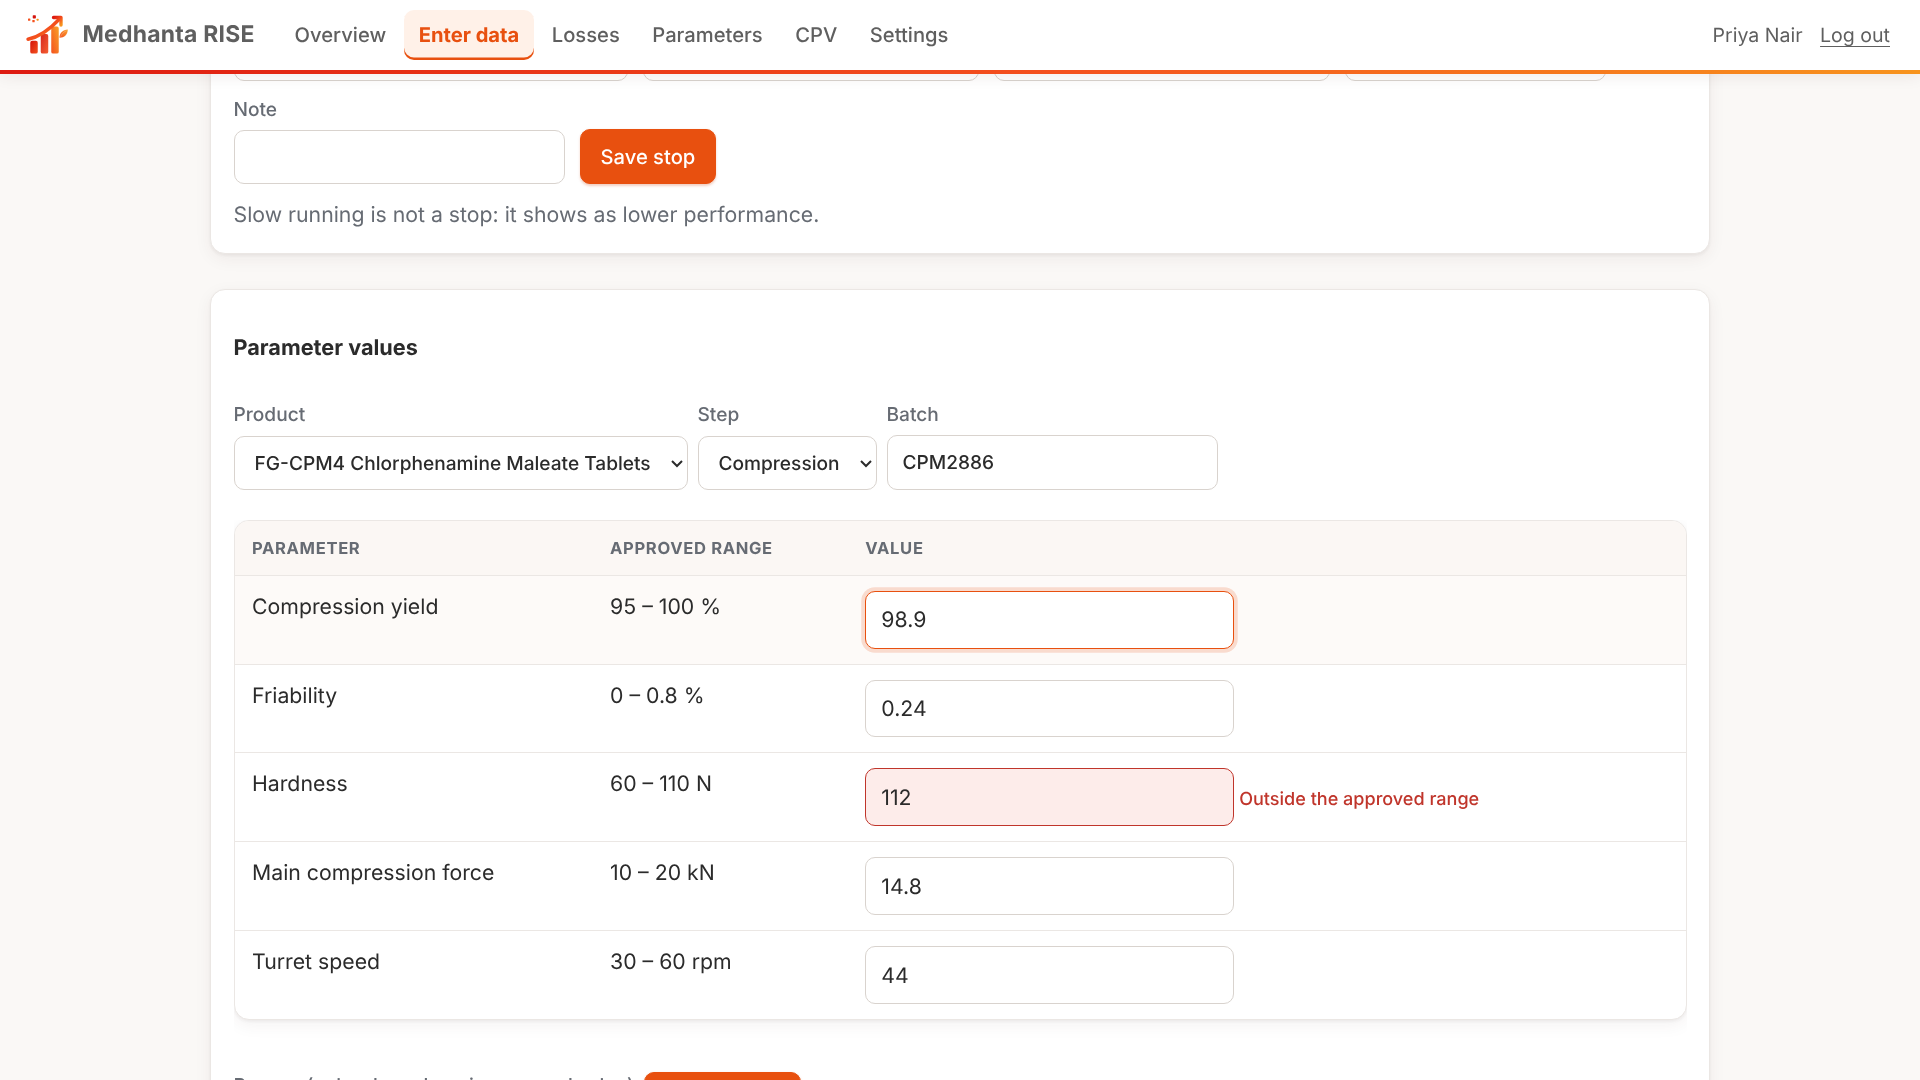 Medhanta RISE Overview Enter data Losses Parameters CPV Settings Priya Nair Log out
Note
Save stop
Slow running is not a stop: it shows as lower performance.
Parameter values
Product Step Batch
FG-CPM4 Chlorphenamine Maleate Tablets Compression CPM2886
PARAMETER APPROVED RANGE VALUE
Compression yield 95 – 100 % 98.9
Friability 0 – 0.8 % 0.24
Hardness 60 – 110 N 112 Outside the approved range
Main compression force 10 – 20 kN 14.8
Turret speed 30 – 60 rpm 44